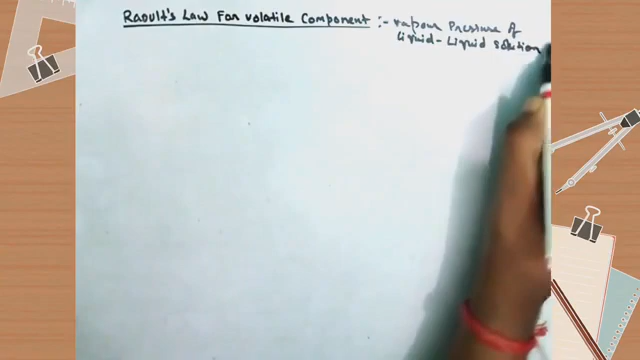 Raoult's Law For Volatile Component :- vapour Pressure of
Liquid - Liquid solution